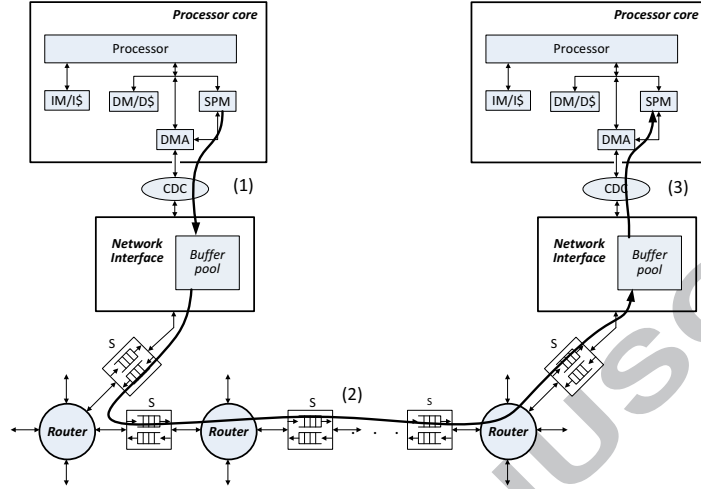 Processor core
Processor
IM/I$
DM/D$
SPM
DMA
CDC
(1)
Network
Interface
Buffer
pool
S
Router
S
Router
(2)
S
. . .
S
Router
S
Processor core
Processor
IM/I$
DM/D$
SPM
DMA
CDC
(3)
Network
Interface
Buffer
pool
USC